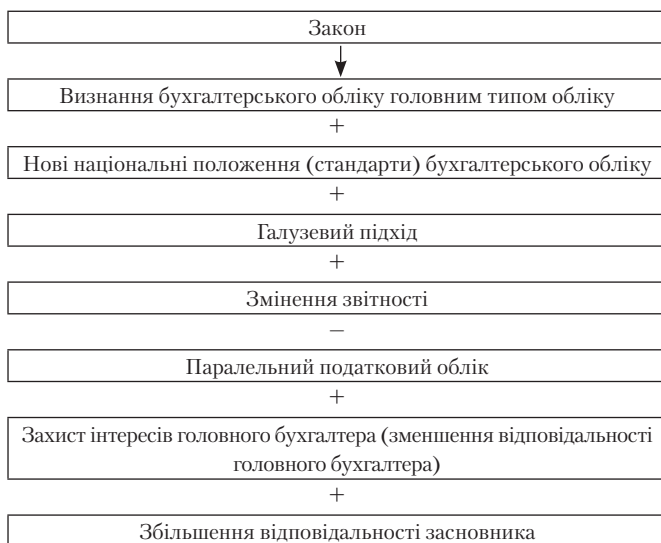 Закон
Визнання бухгалтерського обліку головним типом обліку
+
Нові національні положення (стандарти) бухгалтерського обліку
+
Галузевий підхід
+
Змінення звітності
–
Паралельний податковий облік
+
Захист інтересів головного бухгалтера (зменшення відповідальності
головного бухгалтера)
+
Збільшення відповідальності засновника